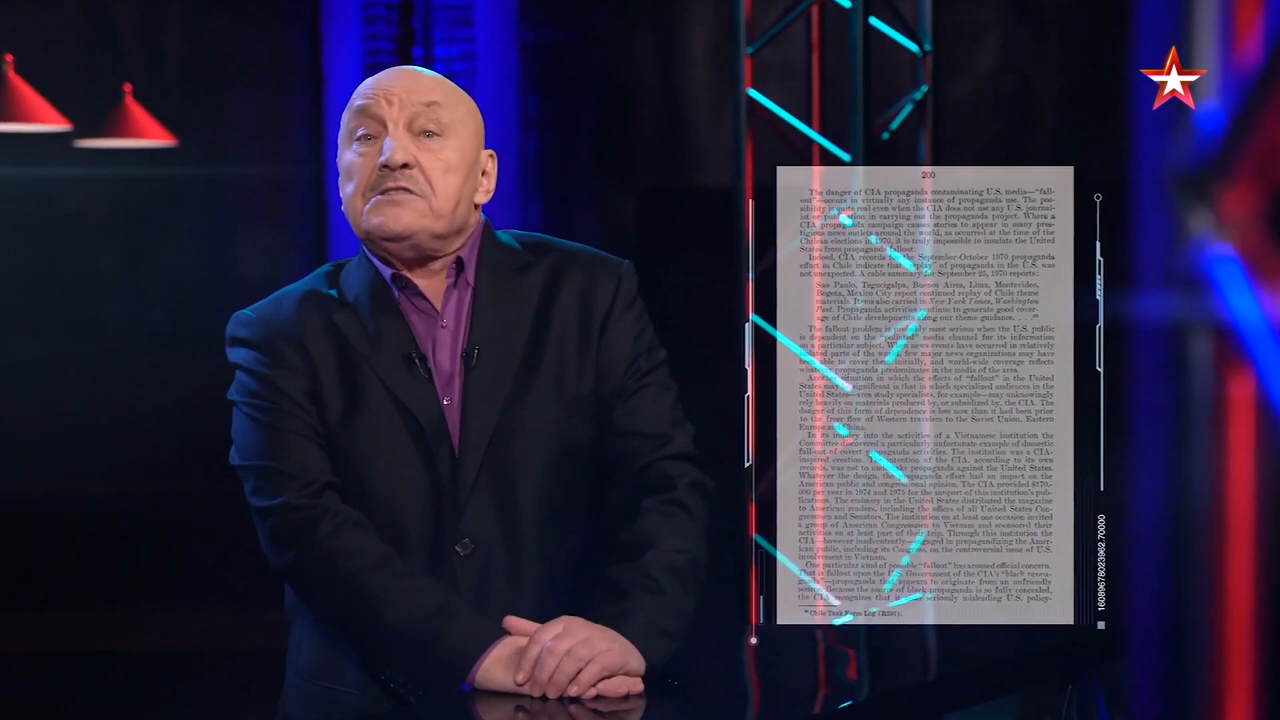 200
The danger of CIA propaganda contaminating U.S. media—"fall-
out"—occurs in virtually any instance of propaganda use. The pos-
sibility is quite real even when the CIA does not use any U.S. journal-
ist or publication in carrying out the propaganda project. Where a
CIA propaganda campaign causes stories to appear in many pres-
tigious news outlets around the world, as occurred at the time of the
Chilean elections in 1970, it is truly impossible to insulate the United
States from propaganda fallout.
Indeed, CIA records for the September-October 1970 propaganda
effort in Chile indicate that "replay" of propaganda in the U.S. was
not unexpected. A cable summary for September 25, 1970 reports:
Sao Paulo, Tegucigalpa, Buenos Aires, Lima, Montevideo,
Bogota, Mexico City report continued replay of Chile theme
materials. Items also carried in New York Times, Washington
Post. Propaganda activities continue to generate good cover-
age of Chile developments along our theme guidance. . . .
The fallout problem is probably most serious when the U.S. public
is dependent on the polluted media channel for its information
on a particular subject. When news events have occurred in relatively
isolated parts of the world, few major news organizations may have
been able to cover them initially, and world-wide coverage reflects
whatever propaganda predominates in the media of the area.
Another situation in which the effects of "fallout" in the United
States may be significant is that in which specialized audiences in the
United States—area study specialists, for example—may unknowingly
rely heavily on materials produced by, or subsidized by, the CIA. The
danger of this form of dependence is less now than it had been prior
to the freer flow of Western travelers to the Soviet Union, Eastern
Europe and China.
In its inquiry into the activities of a Vietnamese institution the
Committee discovered a particularly unfortunate example of domestic
fall-out of covert propaganda activities. The institution was a CIA-
inspired creation. The intention of the CIA, according to its own
records, was not to undertake propaganda against the United States.
Whatever the design, the propaganda effort had an impact on the
American public and congressional opinion. The CIA provided $170,-
000 per year in 1974 and 1975 for the support of this institution's pub-
lications. The embassy in the United States distributed the magazine
to American readers, including the offices of all United States Con-
gressmen and Senators. The institution on at least one occasion invited
a group of American Congressmen to Vietnam and sponsored their
activities on at least part of their trip. Through this institution the
CIA—however inadvertently—engaged in propagandizing the Amer-
ican public, including its Congress, on the controversial issue of U.S.
involvement in Vietnam.
One particular kind of possible "fallout" has aroused official concern.
That is fallout upon the U.S. Government of the CIA's "black propa-
ganda"—propaganda that appears to originate from an unfriendly
source. Because the source of black propaganda is so fully concealed,
the CIA recognizes that it may seriously mislead U.S. policy-
Chile Task Force Log (R597).
16089678023962.70000